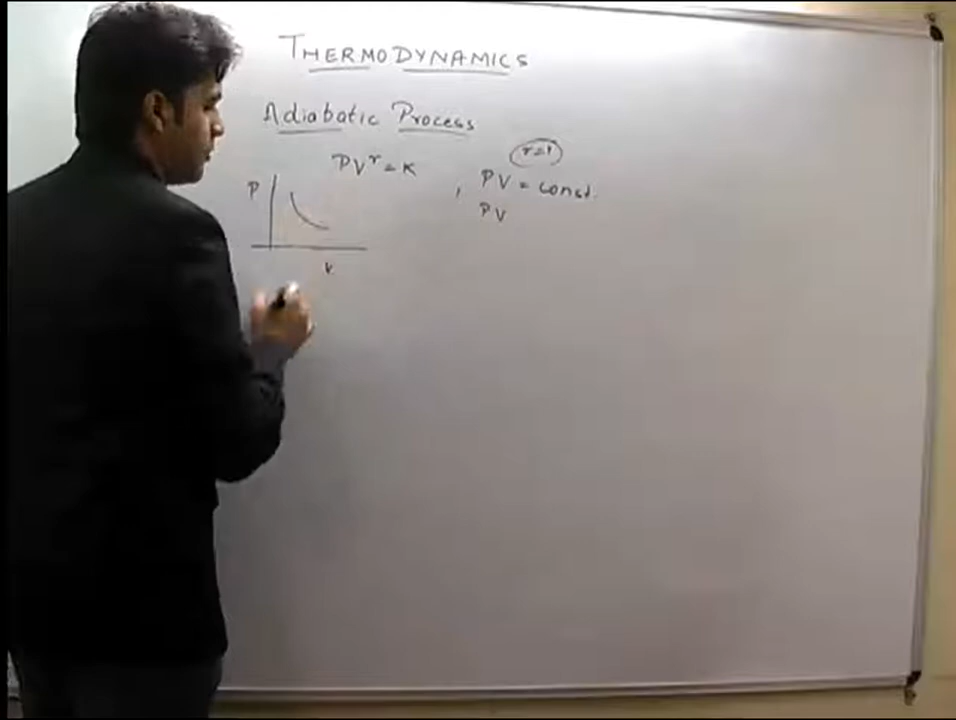 THERMODYNAMICS
Adiabatic Process
r=1
PV^r = K
, PV = const.
PV
P
V